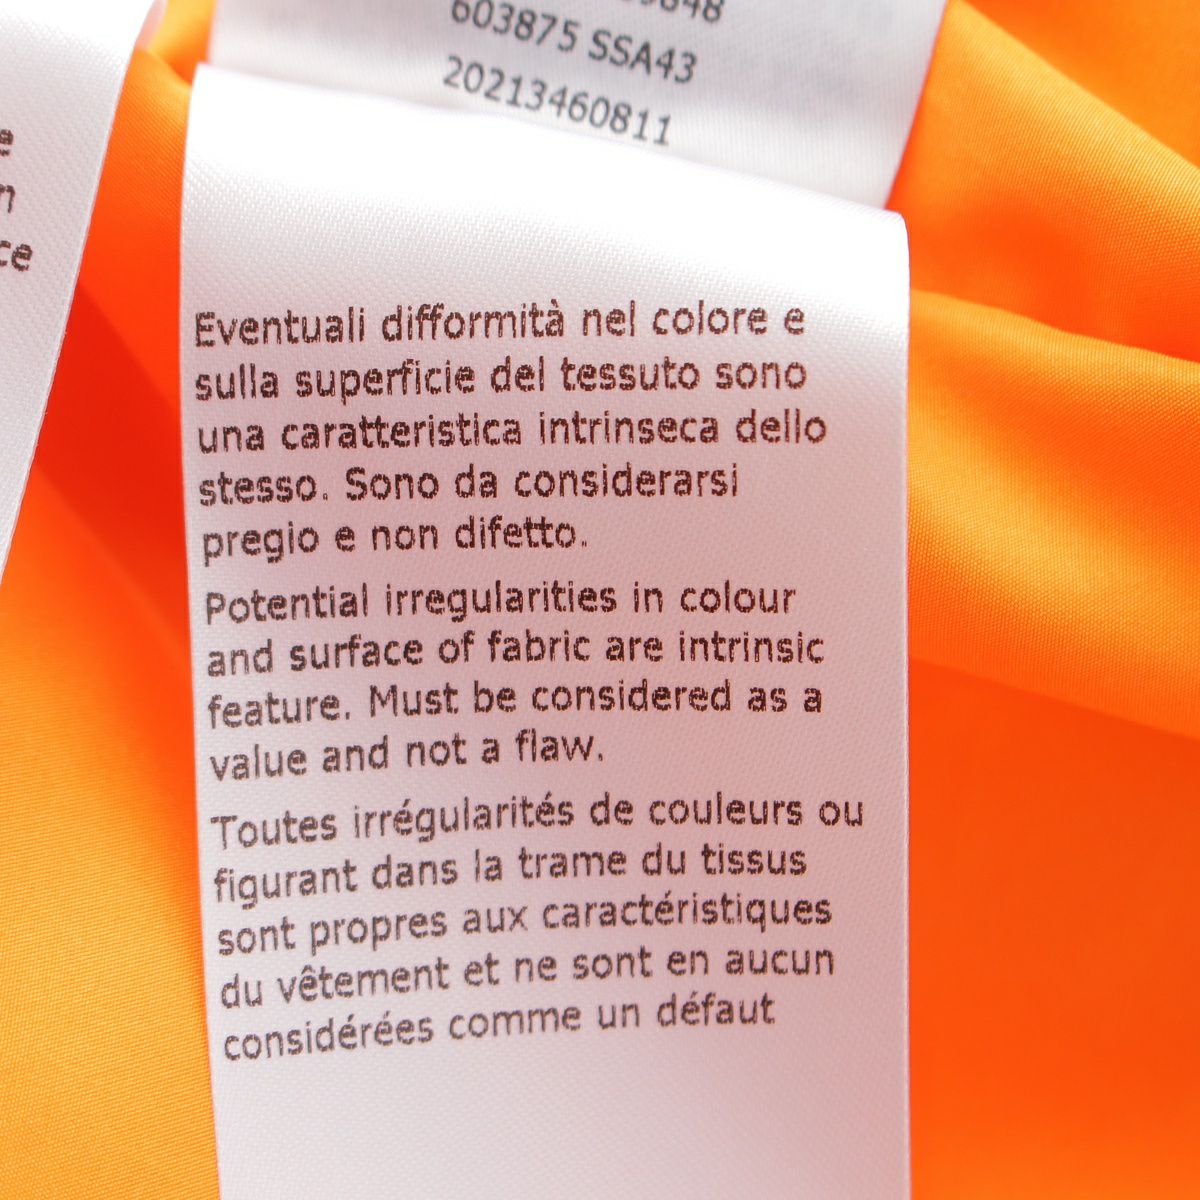 603875 SSA43
20213460811
ce
Eventuali difformità nel colore e
sulla superficie del tessuto sono
una caratteristica intrinseca dello
stesso. Sono da considerarsi
pregio e non difetto.
Potential irregularities in colour
and surface of fabric are intrinsic
feature. Must be considered as a
value and not a flaw.
Toutes irrégularités de couleurs ou
figurant dans la trame du tissus
sont propres aux caractéristiques
du vêtement et ne sont en aucun
considérées comme un défaut